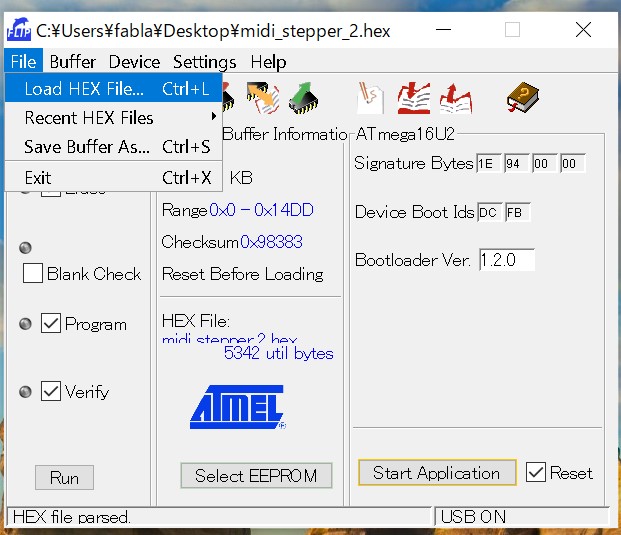 FLIP C:¥Users¥fabla¥Desktop¥midi_stepper_2.hex
File Buffer Device Settings Help
Load HEX File... Ctrl+L
Recent HEX Files
Save Buffer As... Ctrl+S
Exit Ctrl+X
Erase
Blank Check
Program
Verify
Run
Buffer Informatio
KB
Range 0x0 - 0x14DD
Checksum 0x98383
Reset Before Loading
HEX File:
midi_stepper_2.hex
5342 util bytes
ATMEL
Select EEPROM
ATmega16U2
Signature Bytes 1E 94 00 00
Device Boot Ids DC FB
Bootloader Ver. 1.2.0
Start Application Reset
HEX file parsed. USB ON